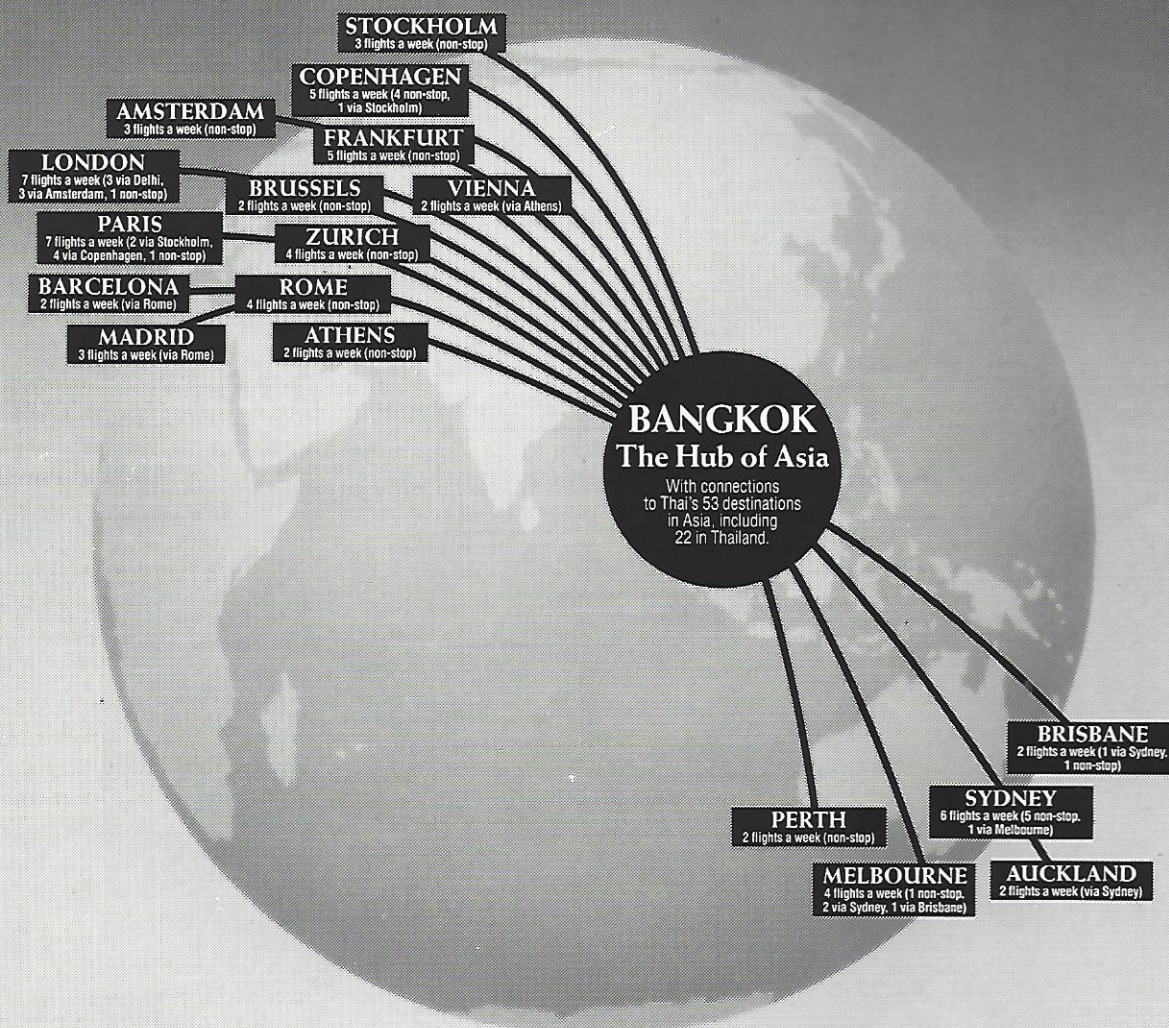 STOCKHOLM
3 flights a week (non-stop)
COPENHAGEN
5 flights a week (4 non-stop,
1 via Stockholm)
AMSTERDAM
3 flights a week (non-stop)
FRANKFURT
5 flights a week (non-stop)
LONDON
7 flights a week (3 via Delhi,
3 via Amsterdam, 1 non-stop)
BRUSSELS
2 flights a week (non-stop)
VIENNA
2 flights a week (via Athens)
PARIS
7 flights a week (2 via Stockholm,
4 via Copenhagen, 1 non-stop)
ZURICH
4 flights a week (non-stop)
BARCELONA
2 flights a week (via Rome)
ROME
4 flights a week (non-stop)
MADRID
3 flights a week (via Rome)
ATHENS
2 flights a week (non-stop)
BANGKOK
The Hub of Asia
With connections
to Thai's 53 destinations
in Asia, including
22 in Thailand.
BRISBANE
2 flights a week (1 via Sydney,
1 non-stop)
SYDNEY
6 flights a week (5 non-stop,
1 via Melbourne)
PERTH
2 flights a week (non-stop)
MELBOURNE
4 flights a week (1 non-stop,
2 via Sydney, 1 via Brisbane)
AUCKLAND
2 flights a week (via Sydney)